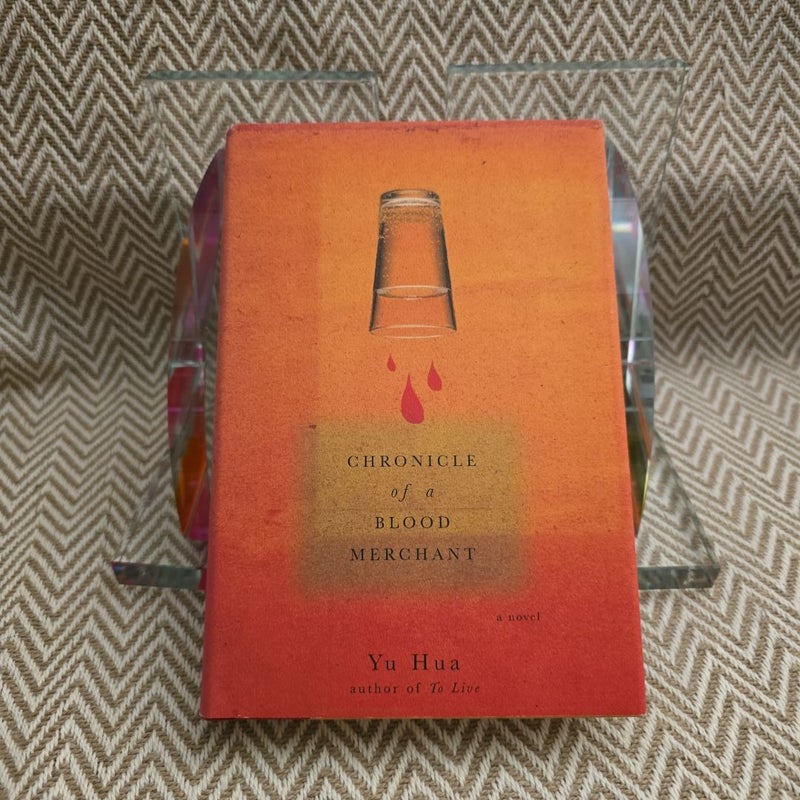 CHRONICLE
of a
BLOOD
MERCHANT
a novel
Yu Hua
author of To Live